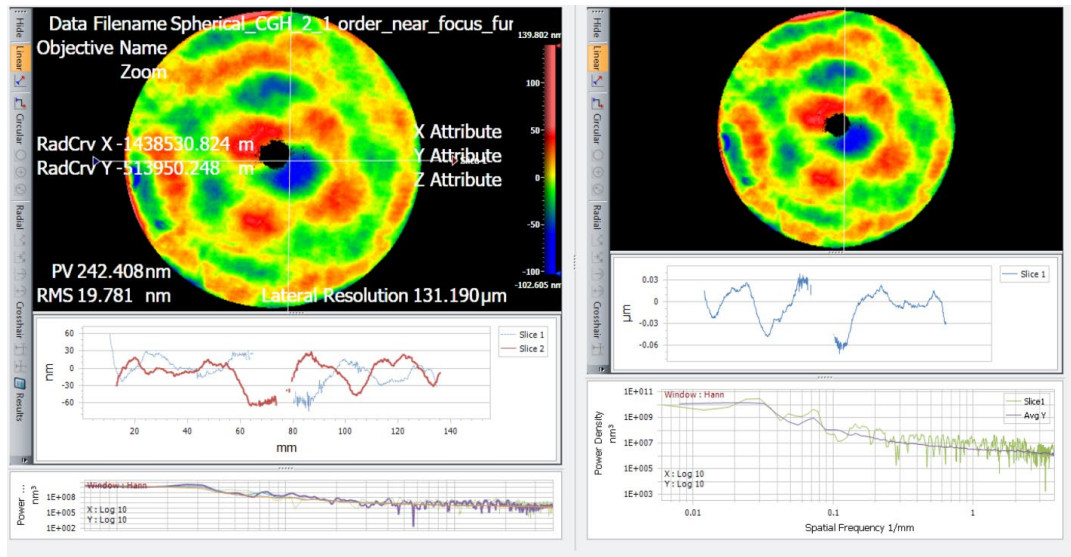 Hide
Linear
Circular
Radial
Crosshair
Results
Data Filename Spherical_CGH_2_1 order_near_focus_fur
Objective Name
Zoom
RadCrv X -1438530.824 m
RadCrv Y -513950.248 m
X Attribute
Y Attribute
Z Attribute
PV 242.408 nm
RMS 19.781 nm
Lateral Resolution 131.190 µm
139.802 nm
100
50
0
-50
-100
-102.605 nm
nm
60
30
0
-30
-60
20 40 60 80 100 120 140
mm
Slice 1
Slice 2
Power ...
nm³
1E+008
1E+005
1E+002
Window : Hann
X : Log 10
Y : Log 10
Hide
Linear
Circular
Radial
Crosshair
µm
0.03
0
-0.03
-0.06
Slice 1
Power Density
nm³
1E+011
1E+009
1E+007
1E+005
1E+003
Window : Hann
X : Log 10
Y : Log 10
Slice1
Avg Y
0.01 0.1 1
Spatial Frequency 1/mm